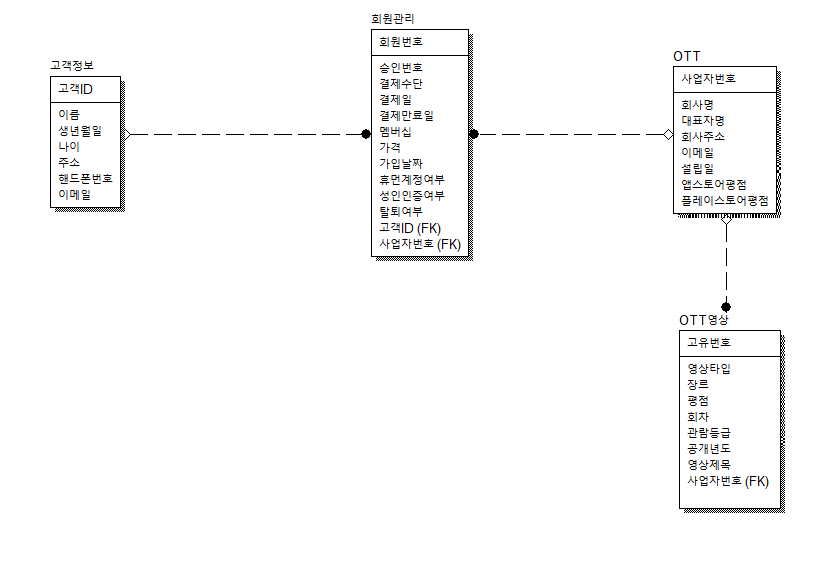 고객정보
고객ID
이름
생년월일
나이
주소
핸드폰번호
이메일
회원관리
회원번호
승인번호
결제수단
결제일
결제만료일
멤버십
가격
가입날짜
휴먼계정여부
성인인증여부
탈퇴여부
고객ID (FK)
사업자번호 (FK)
OTT
사업자번호
회사명
대표자명
회사주소
이메일
설립일
앱스토어평점
플레이스토어평점
OTT영상
고유번호
영상타입
장르
평점
회차
관람등급
공개년도
영상제목
사업자번호 (FK)